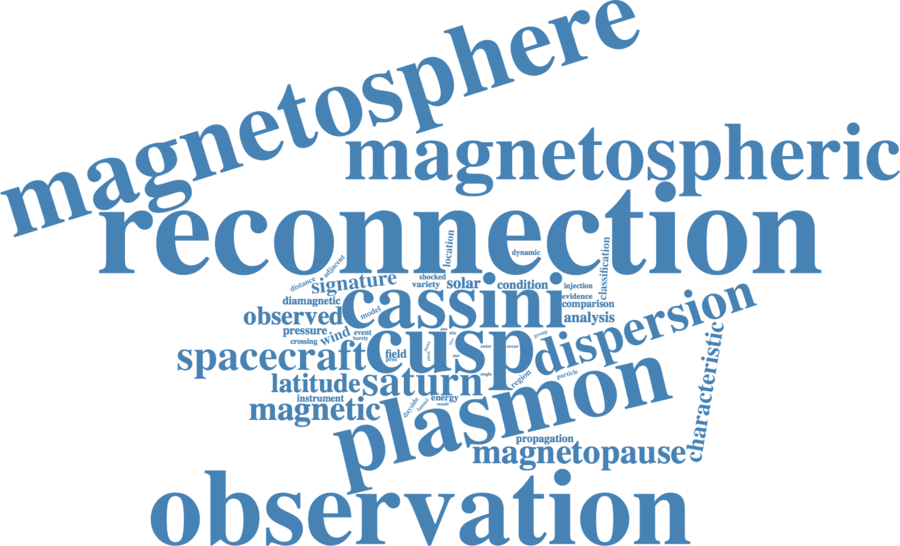 magnetosphere
magnetospheric
reconnection
location
dynamic
classification
adjacent
distance
signature
shocked
variety
solar
condition
injection
diamagnetic
cassini
evidence
comparison
observed
model
analysis
pressure
wind
event
bursty
crossing
cusp
dispersion
spacecraft
field
group
characteristic
latitude
saturn
region
particle
instrument
energy
result
magnetic
dayside
plasmon
propagation
magnetopause
observation